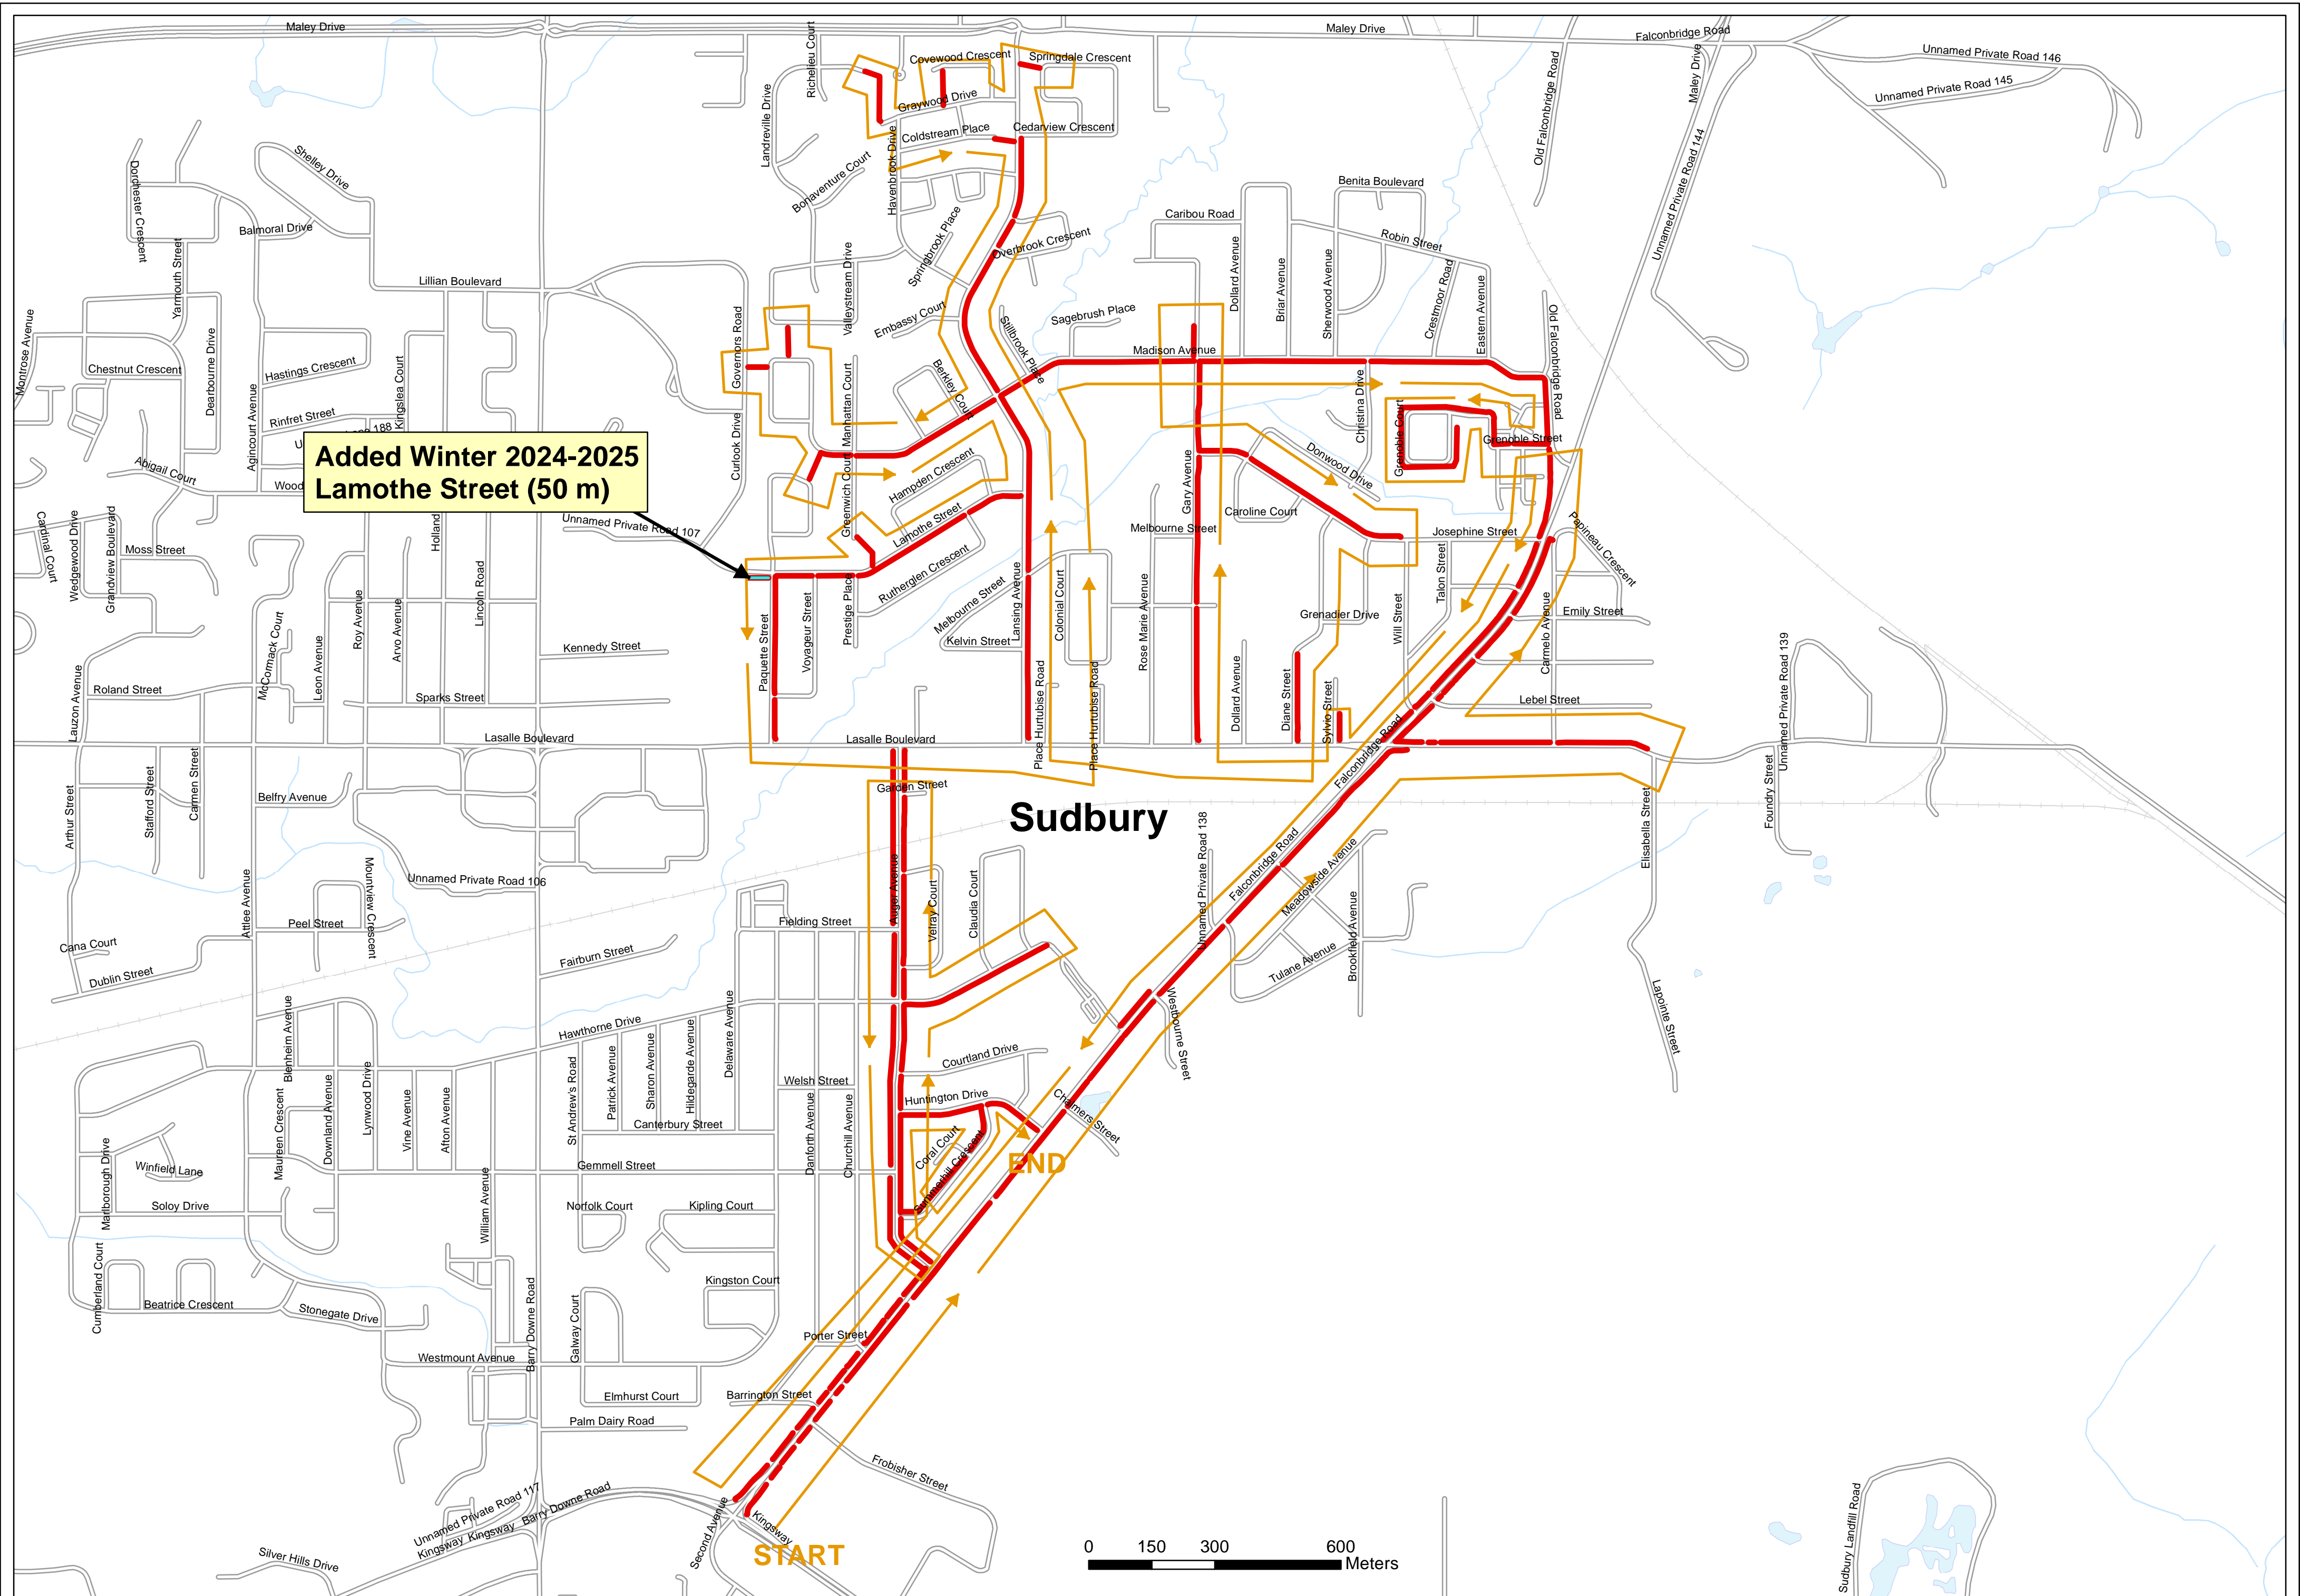 Maley Drive
Maley Drive
Falconbridge Road
Unnamed Private Road 146
Unnamed Private Road 145
Richelieu Court
Covewood Crescent
Springdale Crescent
Landreville Drive
Graywood Drive
Coldstream Place
Cedarview Crescent
Old Falconbridge Road
Maley Drive
Unnamed Private Road 144
Shelley Drive
Dorchester Crescent
Bonaventure Court
Havenbrook Drive
Benita Boulevard
Caribou Road
Balmoral Drive
Yarmouth Street
Springbrook Place
Overbrook Crescent
Robin Street
Dollard Avenue
Briar Avenue
Sherwood Avenue
Crestmoor Road
Eastern Avenue
Old Falconbridge Road
Lillian Boulevard
Valleystream Drive
Embassy Court
Stillbrook Place
Sagebrush Place
Madison Avenue
Montrose Avenue
Chestnut Crescent
Dearbourne Drive
Hastings Crescent
Kingslea Court
Governors Road
Berkley Court
Manhattan Court
Christina Drive
Grenoble Court
Grenoble Street
Agincourt Avenue
Rinfret Street
188
Curlook Drive
Greenwich Court
Hampden Crescent
Donwood Drive
Gary Avenue
Added Winter 2024-2025
Lamothe Street (50 m)
Abigail Court
Wood
Holland
Unnamed Private Road 107
Lamothe Street
Caroline Court
Melbourne Street
Josephine Street
Papineau Crescent
Cardinal Court
Wedgewood Drive
Grandview Boulevard
Moss Street
Rutherglen Crescent
Melbourne Street
Talon Street
Emily Street
Lincoln Road
Roy Avenue
Arvo Avenue
Leon Avenue
McCormack Court
Kennedy Street
Paquette Street
Voyageur Street
Prestige Place
Kelvin Street
Lansing Avenue
Colonial Court
Rose Marie Avenue
Grenadier Drive
Will Street
Carmelo Avenue
Lauzon Avenue
Roland Street
Sparks Street
Place Hurtubise Road
Place Hurtubise Road
Dollard Avenue
Diane Street
Sylvio Street
Lebel Street
Unnamed Private Road 139
Lasalle Boulevard
Lasalle Boulevard
Falconbridge Road
Garden Street
Sudbury
Arthur Street
Stafford Street
Carmen Street
Belfry Avenue
Elisabella Street
Foundry Street
Unnamed Private Road 138
Falconbridge Road
Meadowside Avenue
Attlee Avenue
Mountview Crescent
Unnamed Private Road 106
Auger Avenue
Velray Court
Claudia Court
Peel Street
Fielding Street
Cana Court
Dublin Street
Fairburn Street
Tulane Avenue
Brookfield Avenue
Lapointe Street
Westbourne Street
Blenheim Avenue
Hawthorne Drive
Delaware Avenue
Courtland Drive
Maureen Crescent
Downland Avenue
Lynwood Drive
Vine Avenue
Afton Avenue
St Andrew's Road
Patrick Avenue
Sharon Avenue
Hildegarde Avenue
Welsh Street
Huntington Drive
Chalmers Street
Canterbury Street
Danforth Avenue
Churchill Avenue
Coral Court
Summerhill Crescent
END
Marlborough Drive
Winfield Lane
Gemmell Street
William Avenue
Soloy Drive
Norfolk Court
Kipling Court
Cumberland Court
Beatrice Crescent
Stonegate Drive
Kingston Court
Barry Downe Road
Galway Court
Porter Street
Westmount Avenue
Elmhurst Court
Barrington Street
Palm Dairy Road
Frobisher Street
Unnamed Private Road 117
Kingsway
Kingsway
Barry Downe Road
Second Avenue
Kingsway
START
Silver Hills Drive
0 150 300 600
Meters
Sudbury Landfill Road